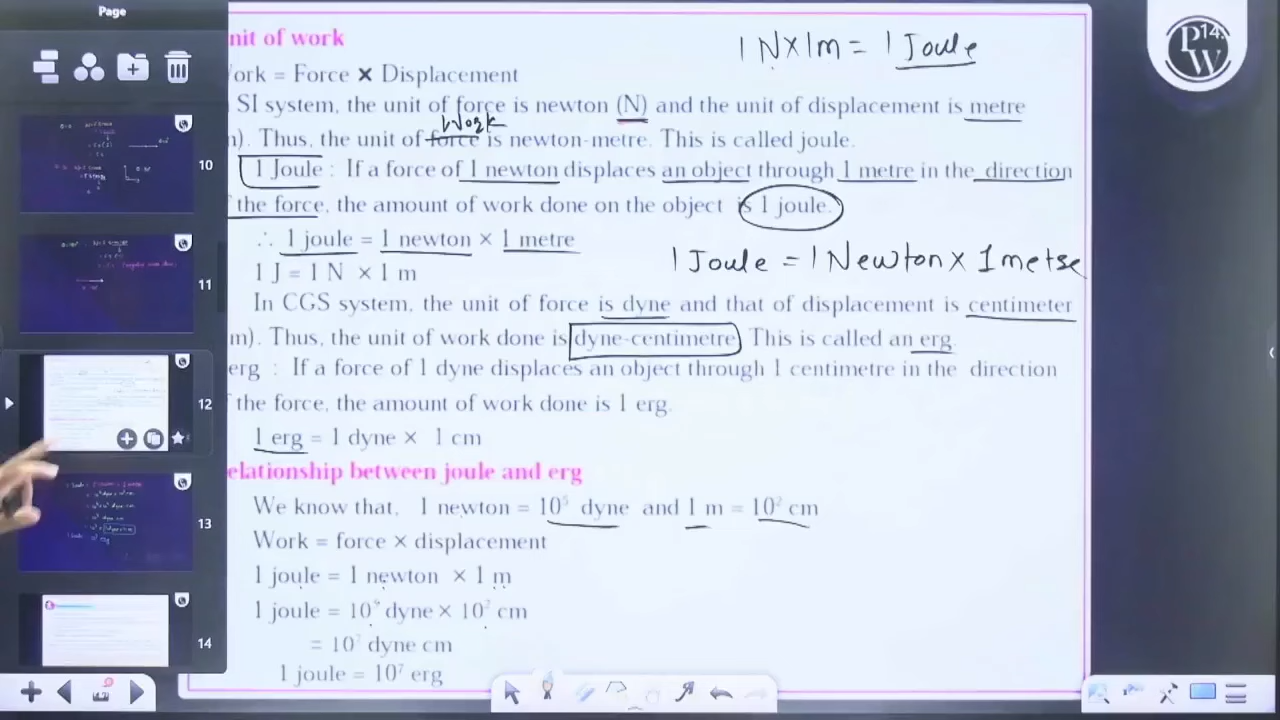 Page
nit of work
1 N x 1m = 1 Joule
ork = Force × Displacement
SI system, the unit of force is newton (N) and the unit of displacement is metre
Work
n). Thus, the unit of force is newton-metre. This is called joule.
1 Joule : If a force of 1 newton displaces an object through 1 metre in the direction
the force, the amount of work done on the object is 1 joule.
∴ 1 joule = 1 newton × 1 metre
1 Joule = 1 Newton x 1 metre
1 J = 1 N × 1 m
In CGS system, the unit of force is dyne and that of displacement is centimeter
m). Thus, the unit of work done is dyne-centimetre. This is called an erg.
erg : If a force of 1 dyne displaces an object through 1 centimetre in the direction
the force, the amount of work done is 1 erg.
1 erg = 1 dyne × 1 cm
elationship between joule and erg
We know that, 1 newton = 10⁵ dyne and 1 m = 10² cm
Work = force × displacement
1 joule = 1 newton × 1 m
1 joule = 10⁵ dyne × 10² cm
= 10⁷ dyne cm
1 joule = 10⁷ erg
10
11
12
13
14
P
W
14